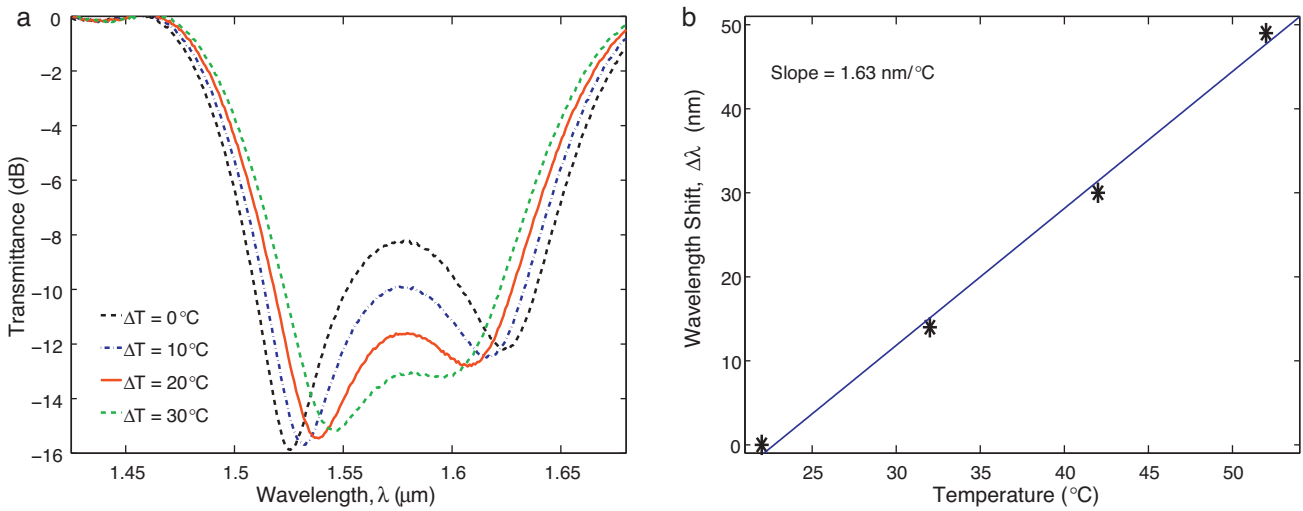 a
0
−2
−4
−6
−8
−10
−12
−14
−16
Transmittance (dB)
ΔT = 0°C
ΔT = 10°C
ΔT = 20°C
ΔT = 30°C
1.45
1.5
1.55
1.6
1.65
Wavelength, λ (μm)
b
50
40
30
20
10
0
Wavelength Shift, Δλ (nm)
Slope = 1.63 nm/°C
25
30
35
40
45
50
Temperature (°C)